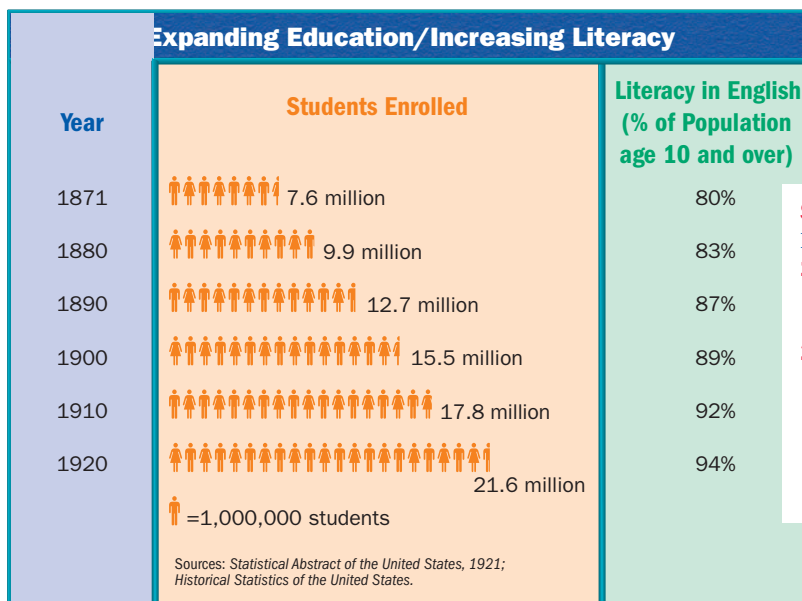 Expanding Education/Increasing Literacy
Year
Students Enrolled
Literacy in English
(% of Population
age 10 and over)
1871 7.6 million 80%
1880 9.9 million 83%
1890 12.7 million 87%
1900 15.5 million 89%
1910 17.8 million 92%
1920 21.6 million 94%
=1,000,000 students
Sources: Statistical Abstract of the United States, 1921;
Historical Statistics of the United States.